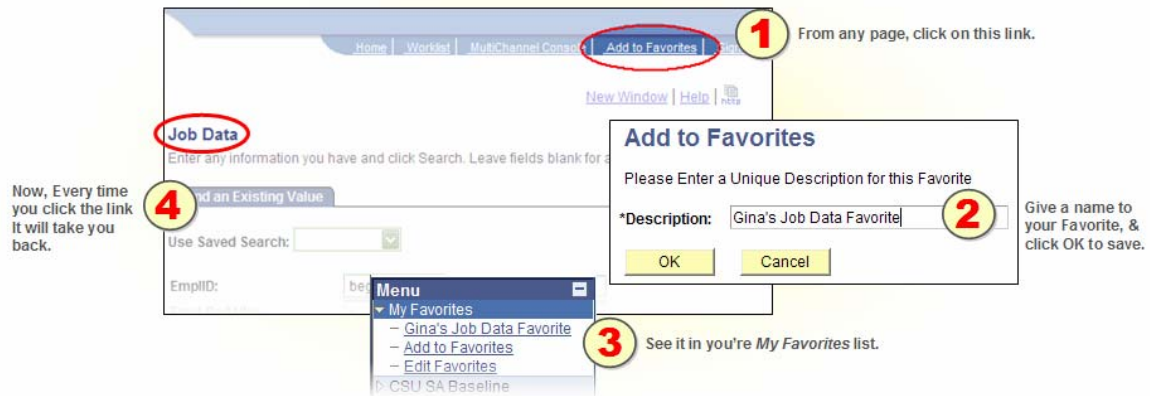 Home | Worklist | MultiChannel Console | Add to Favorites | Sign
1
From any page, click on this link.
New Window | Help | http
Job Data
Enter any information you have and click Search. Leave fields blank for a
Add to Favorites
Please Enter a Unique Description for this Favorite
*Description: Gina's Job Data Favorite
2
Give a name to
your Favorite, &
click OK to save.
OK Cancel
Now, Every time
you click the link
It will take you
back.
4
nd an Existing Value
Use Saved Search:
EmplID:
beg
Menu
My Favorites
– Gina's Job Data Favorite
– Add to Favorites
– Edit Favorites
CSU SA Baseline
3
See it in you're My Favorites list.